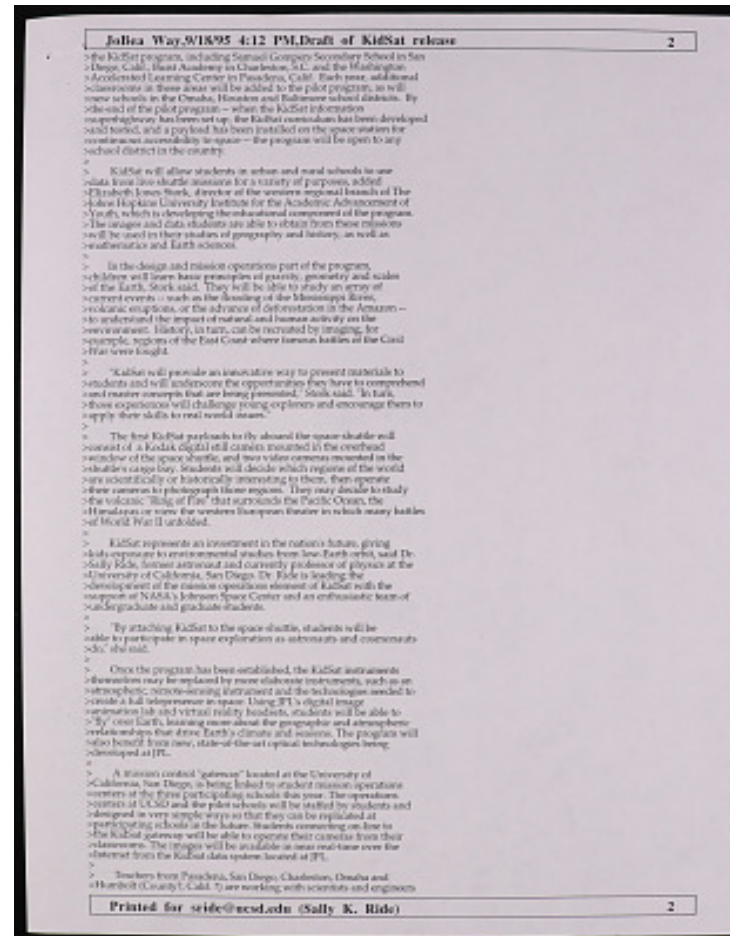 Joliea Way,9/18/95 4:12 PM,Draft of KidSat release 2
>the KidSat program, including Samuel Gompers Secondary School in San
>Diego, Calif., Buist Academy in Charleston, S.C. and the Washington
>Accelerated Learning Center in Pasadena, Calif. Each year, additional
>classrooms in these areas will be added to the pilot program, as will
>new schools in the Omaha, Houston and Baltimore school districts. By
>the end of the pilot program -- when the KidSat information
>superhighway has been set up, the KidSat curriculum has been developed
>and tested, and a payload has been installed on the space station for
>continuous accessibility to space -- the program will be open to any
>school district in the country.
>
> KidSat will allow students in urban and rural schools to use
>data from live shuttle missions for a variety of purposes, added
>Elizabeth Jones Stork, director of the western regional branch of The
>Johns Hopkins University Institute for the Academic Advancement of
>Youth, which is developing the educational component of the program.
>The images and data students are able to obtain from these missions
>will be used in their studies of geography and history, as well as
>mathematics and Earth sciences.
>
> In the design and mission operations part of the program,
>children will learn basic principles of gravity, geometry and scales
>of the Earth, Stork said. They will be able to study an array of
>current events -- such as the flooding of the Mississippi River,
>volcanic eruptions, or the advance of deforestation in the Amazon --
>to understand the impact of natural and human activity on the
>environment. History, in turn, can be recreated by imaging, for
>example, regions of the East Coast where famous battles of the Civil
>War were fought.
>
> "KidSat will provide an innovative way to present materials to
>students and will underscore the opportunities they have to comprehend
>and master concepts that are being presented," Stork said. "In turn,
>those experiences will challenge young explorers and encourage them to
>apply their skills to real world issues."
>
> The first KidSat payloads to fly aboard the space shuttle will
>consist of a Kodak digital still camera mounted in the overhead
>window of the space shuttle, and two video cameras mounted in the
>shuttle's cargo bay. Students will decide which regions of the world
>are scientifically or historically interesting to them, then operate
>their cameras to photograph those regions. They may decide to study
>the volcanic "Ring of Fire" that surrounds the Pacific Ocean, the
>Himalayas or view the western European theater in which many battles
>of World War II unfolded.
>
> KidSat represents an investment in the nation's future, giving
>kids exposure to environmental studies from low-Earth orbit, said Dr.
>Sally Ride, former astronaut and currently professor of physics at the
>University of California, San Diego. Dr. Ride is leading the
>development of the mission operations element of KidSat with the
>support of NASA's Johnson Space Center and an enthusiastic team of
>undergraduate and graduate students.
>
> "By attaching KidSat to the space shuttle, students will be
>able to participate in space exploration as astronauts and cosmonauts
>do," she said.
>
> Once the program has been established, the KidSat instruments
>themselves may be replaced by more elaborate instruments, such as an
>atmospheric, remote-sensing instrument and the technologies needed to
>create a full telepresence in space. Using JPL's digital image
>animation lab and virtual reality headsets, students will be able to
>"fly" over Earth, learning more about the geographic and atmospheric
>relationships that drive Earth's climate and seasons. The program will
>also benefit from new, state-of-the-art optical technologies being
>developed at JPL.
>
> A mission control "gateway" located at the University of
>California, San Diego, is being linked to student mission operations
>centers at the three participating schools this year. The operations
>centers at UCSD and the pilot schools will be staffed by students and
>designed in very simple ways so that they can be replicated at
>participating schools in the future. Students connecting on-line to
>the KidSat gateway will be able to operate their cameras from their
>classrooms. The images will be available in near real-time over the
>Internet from the KidSat data system located at JPL.
>
> Teachers from Pasadena, San Diego, Charleston, Omaha and
>Humbolt (County?, Calif. ?) are working with scientists and engineers
Printed for sride@ucsd.edu (Sally K. Ride) 2